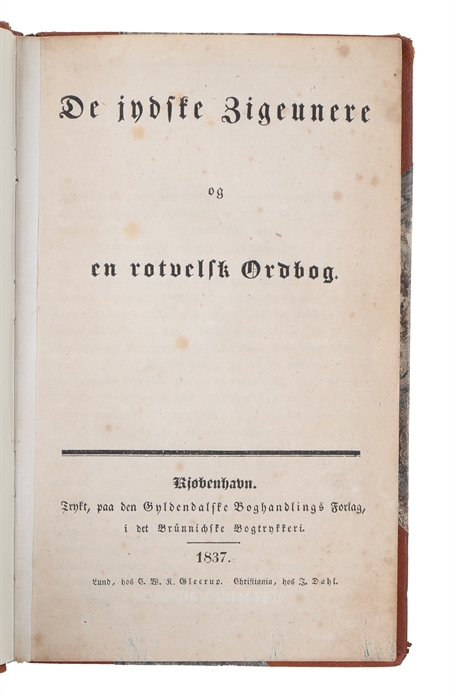 De jydske Zigeunere
og
en rotvelsk Ordbog.
Kjøbenhavn.
Trykt, paa den Gyldendalske Boghandlings Forlag,
i det Brünnichske Bogtrykkeri.
1837.
Lund, hos C. W. K. Gleerup. Christiania, hos J. Dahl.